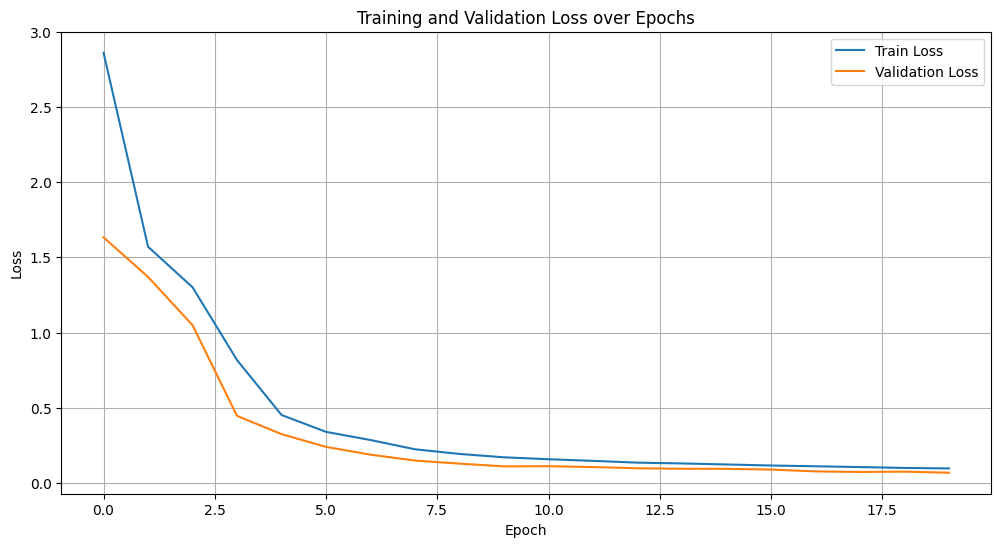 Training and Validation Loss over Epochs
Train Loss
Validation Loss
Loss
3.0
2.5
2.0
1.5
1.0
0.5
0.0
0.0 2.5 5.0 7.5 10.0 12.5 15.0 17.5
Epoch